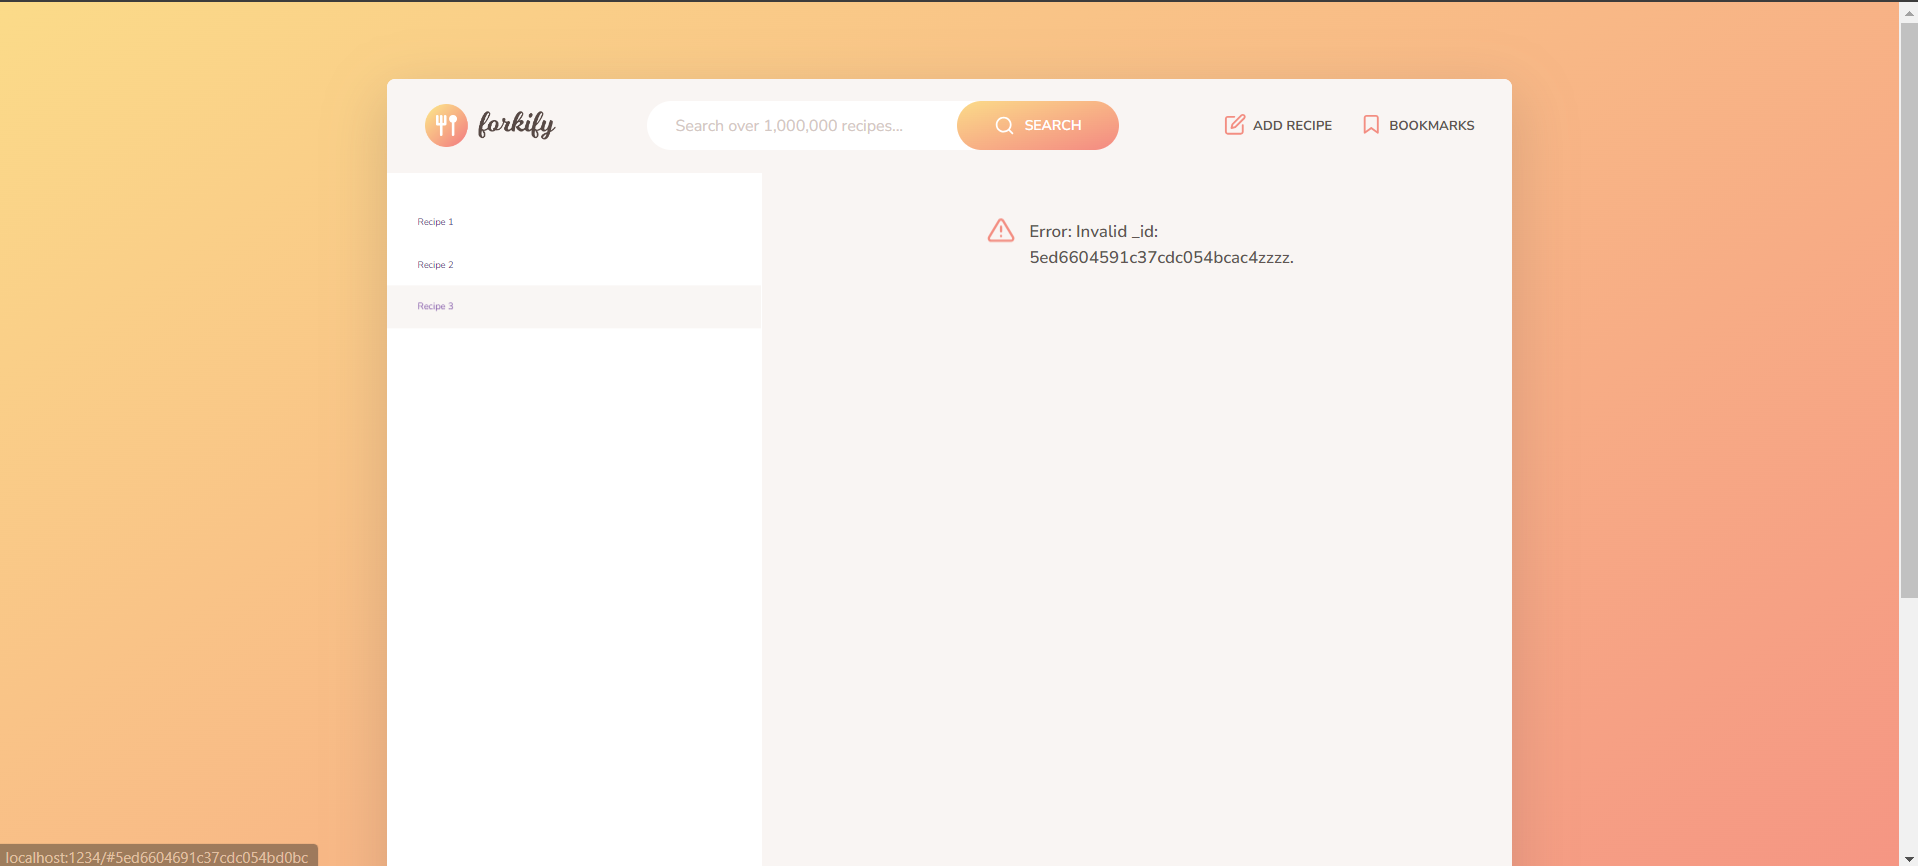 forkify
Search over 1,000,000 recipes...
SEARCH
ADD RECIPE
BOOKMARKS
Recipe 1
Recipe 2
Recipe 3
Error: Invalid _id:
5ed6604591c37cdc054bcac4zzzz.
localhost:1234/#5ed6604691c37cdc054bd0bc